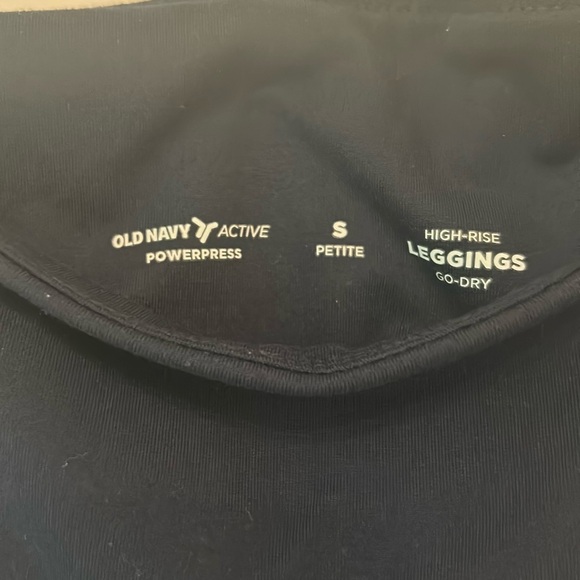 OLD NAVY ACTIVE
POWERPRESS
S
PETITE
HIGH-RISE
LEGGINGS
GO-DRY